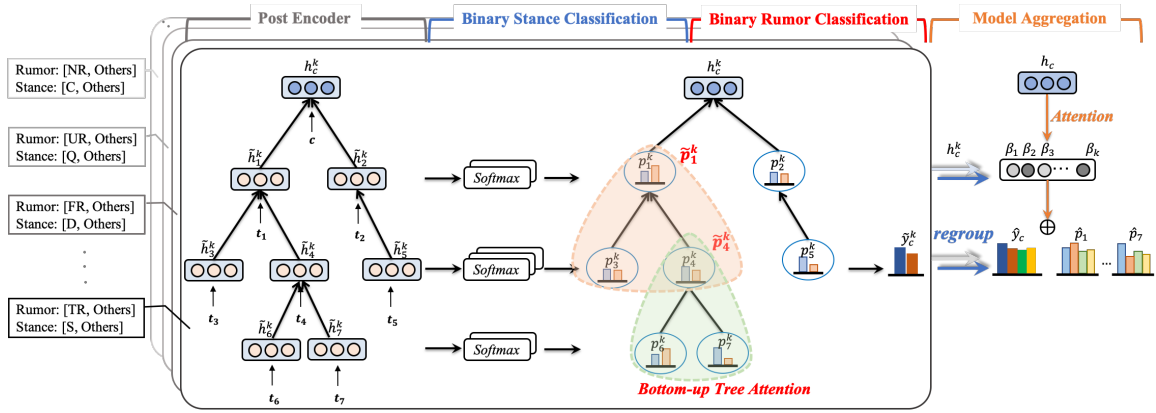 Post Encoder
Binary Stance Classification
Binary Rumor Classification
Model Aggregation
Rumor: [NR, Others]
Stance: [C, Others]
Rumor: [UR, Others]
Stance: [Q, Others]
Rumor: [FR, Others]
Stance: [D, Others]
Rumor: [TR, Others]
Stance: [S, Others]
h_c^k
c
h̃_1^k
h̃_2^k
t_1
t_2
h̃_3^k
h̃_4^k
h̃_5^k
t_3
t_4
t_5
h̃_6^k
h̃_7^k
t_6
t_7
Softmax
Softmax
Softmax
h_c^k
p_1^k
p̃_1^k
p_2^k
p_3^k
p_4^k
p̃_4^k
p_5^k
p_6^k
p_7^k
Bottom-up Tree Attention
ỹ_c^k
h_c
Attention
h_c^k
β_1 β_2 β_3 ··· β_k
regroup
ŷ_c
p̂_1
...
p̂_7